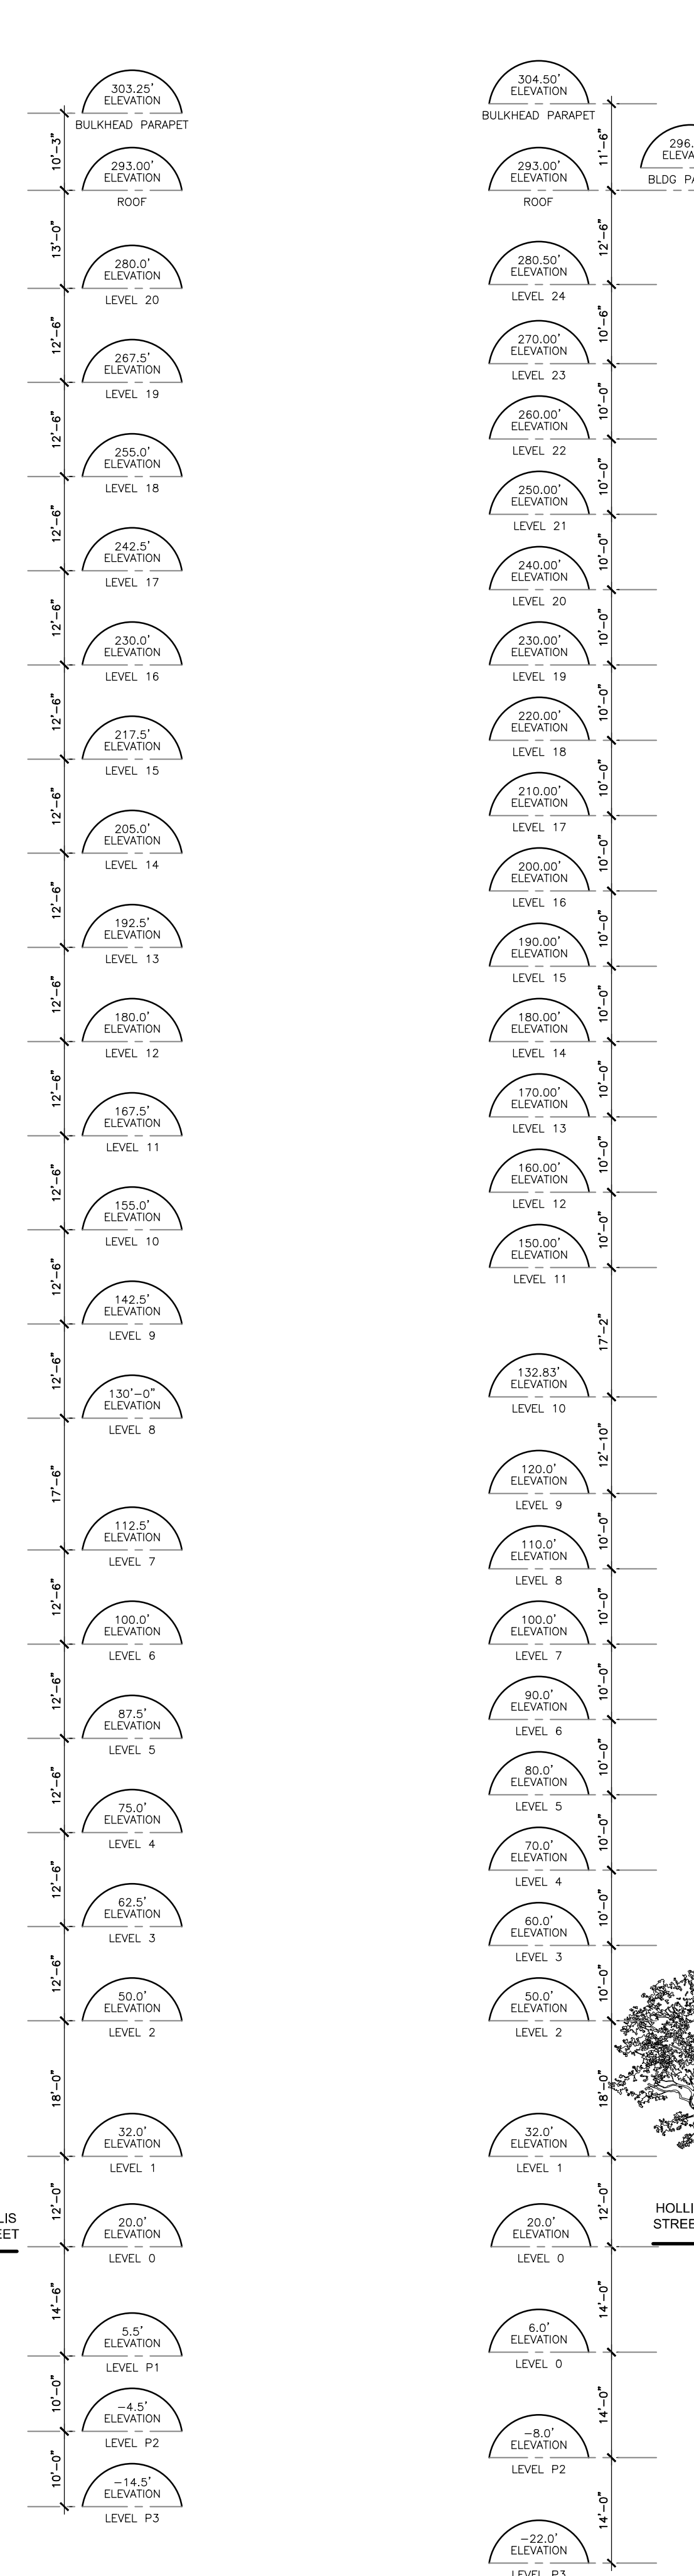 303.25'
ELEVATION
BULKHEAD PARAPET
10'-3"
293.00'
ELEVATION
ROOF
13'-0"
280.0'
ELEVATION
LEVEL 20
12'-6"
267.5'
ELEVATION
LEVEL 19
12'-6"
255.0'
ELEVATION
LEVEL 18
12'-6"
242.5'
ELEVATION
LEVEL 17
12'-6"
230.0'
ELEVATION
LEVEL 16
12'-6"
217.5'
ELEVATION
LEVEL 15
12'-6"
205.0'
ELEVATION
LEVEL 14
12'-6"
192.5'
ELEVATION
LEVEL 13
12'-6"
180.0'
ELEVATION
LEVEL 12
12'-6"
167.5'
ELEVATION
LEVEL 11
12'-6"
155.0'
ELEVATION
LEVEL 10
12'-6"
142.5'
ELEVATION
LEVEL 9
12'-6"
130'-0"
ELEVATION
LEVEL 8
17'-6"
112.5'
ELEVATION
LEVEL 7
12'-6"
100.0'
ELEVATION
LEVEL 6
12'-6"
87.5'
ELEVATION
LEVEL 5
12'-6"
75.0'
ELEVATION
LEVEL 4
12'-6"
62.5'
ELEVATION
LEVEL 3
12'-6"
50.0'
ELEVATION
LEVEL 2
18'-0"
32.0'
ELEVATION
LEVEL 1
12'-0"
20.0'
ELEVATION
LEVEL 0
LIS
EET
14'-6"
5.5'
ELEVATION
LEVEL P1
10'-0"
-4.5'
ELEVATION
LEVEL P2
10'-0"
-14.5'
ELEVATION
LEVEL P3
304.50'
ELEVATION
BULKHEAD PARAPET
11'-6"
296.
ELEVA
BLDG PA
293.00'
ELEVATION
ROOF
12'-6"
280.50'
ELEVATION
LEVEL 24
10'-6"
270.00'
ELEVATION
LEVEL 23
10'-0"
260.00'
ELEVATION
LEVEL 22
10'-0"
250.00'
ELEVATION
LEVEL 21
10'-0"
240.00'
ELEVATION
LEVEL 20
10'-0"
230.00'
ELEVATION
LEVEL 19
10'-0"
220.00'
ELEVATION
LEVEL 18
10'-0"
210.00'
ELEVATION
LEVEL 17
10'-0"
200.00'
ELEVATION
LEVEL 16
10'-0"
190.00'
ELEVATION
LEVEL 15
10'-0"
180.00'
ELEVATION
LEVEL 14
10'-0"
170.00'
ELEVATION
LEVEL 13
10'-0"
160.00'
ELEVATION
LEVEL 12
10'-0"
150.00'
ELEVATION
LEVEL 11
17'-2"
132.83'
ELEVATION
LEVEL 10
12'-10"
120.0'
ELEVATION
LEVEL 9
10'-0"
110.0'
ELEVATION
LEVEL 8
10'-0"
100.0'
ELEVATION
LEVEL 7
10'-0"
90.0'
ELEVATION
LEVEL 6
10'-0"
80.0'
ELEVATION
LEVEL 5
10'-0"
70.0'
ELEVATION
LEVEL 4
10'-0"
60.0'
ELEVATION
LEVEL 3
10'-0"
50.0'
ELEVATION
LEVEL 2
18'-0"
32.0'
ELEVATION
LEVEL 1
12'-0"
20.0'
ELEVATION
LEVEL 0
HOLLI
STREE
14'-0"
6.0'
ELEVATION
LEVEL 0
14'-0"
-8.0'
ELEVATION
LEVEL P2
14'-0"
-22.0'
ELEVATION
LEVEL P3